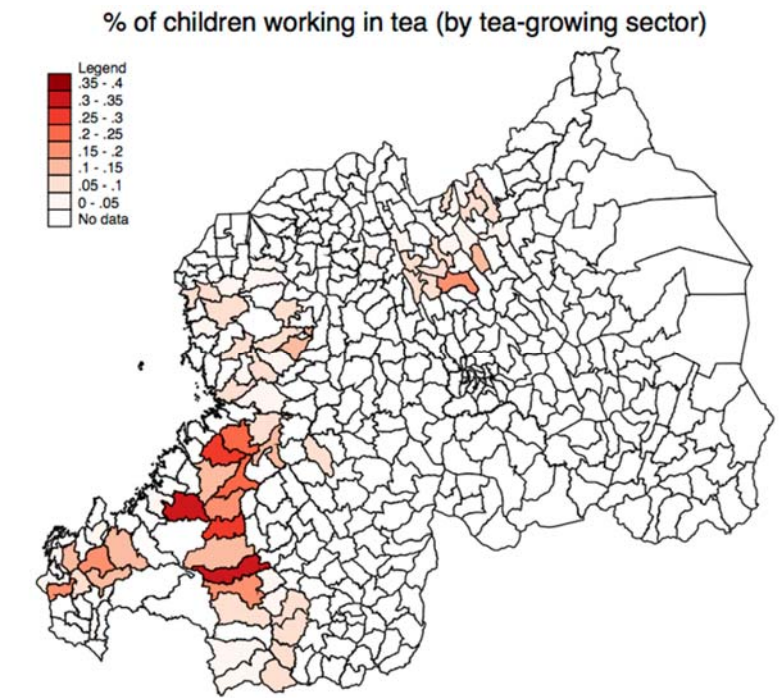 % of children working in tea (by tea-growing sector)
Legend
.35 - .4
.3 - .35
.25 - .3
.2 - .25
.15 - .2
.1 - .15
.05 - .1
0 - .05
No data